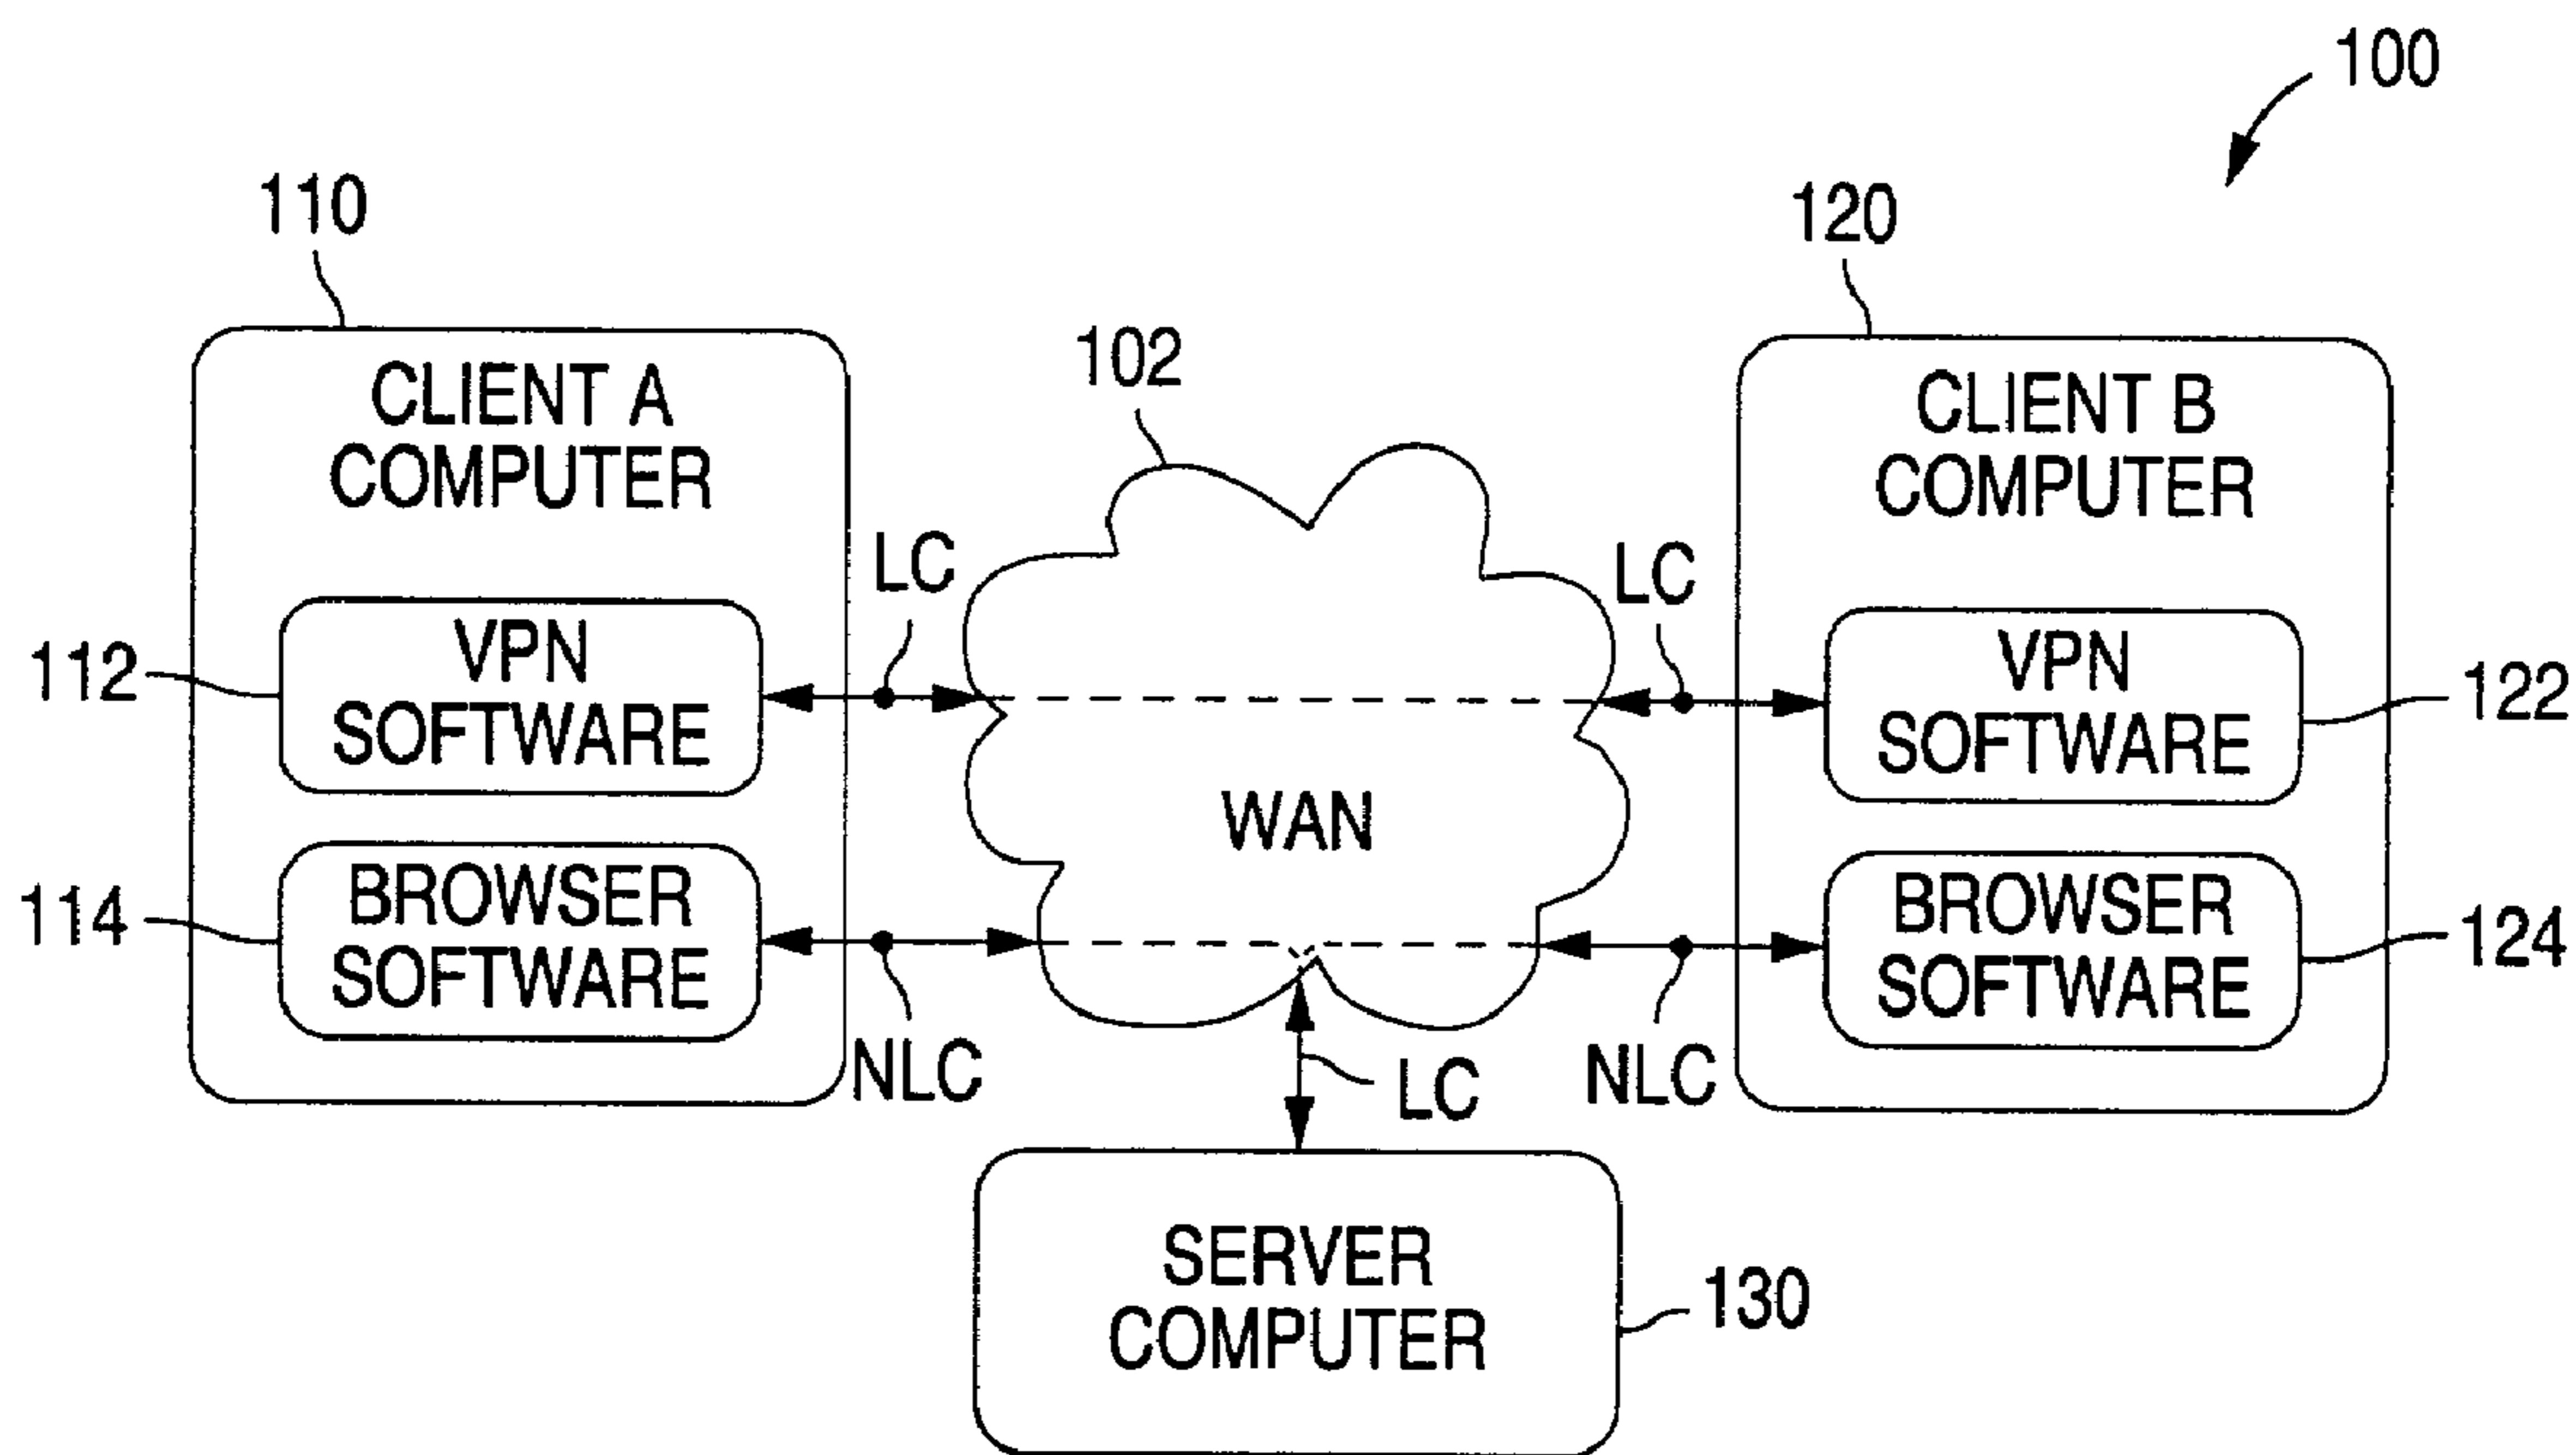 100
110
120
CLIENT A
COMPUTER
102
CLIENT B
COMPUTER
LC
LC
112
VPN
SOFTWARE
VPN
SOFTWARE
122
WAN
114
BROWSER
SOFTWARE
BROWSER
SOFTWARE
124
NLC
LC
NLC
SERVER
COMPUTER
130